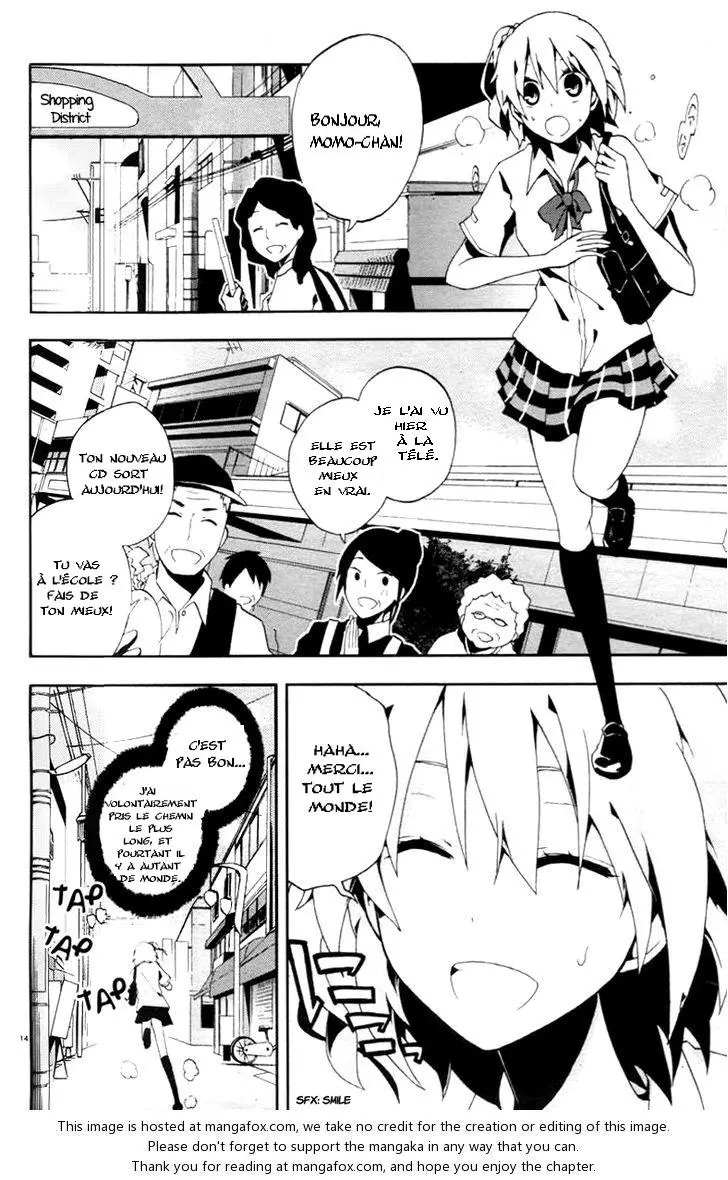 Shopping
District
BONJOUR,
MOMO-CHAN!
JE L'AI VU
HIER
À LA
TÉLÉ.
ELLE EST
BEAUCOUP
MIEUX
EN VRAI.
TON NOUVEAU
CD SORT
AUJOURD'HUI!
TU VAS
À L'ÉCOLE ?
FAIS DE
TON MIEUX!
C'EST
PAS BON...
J'AI
VOLONTAIREMENT
PRIS LE CHEMIN
LE PLUS
LONG, ET
POURTANT IL
Y A AUTANT
DE MONDE.
TAP
TAP
TAP
HAHA...
MERCI...
TOUT LE
MONDE!
ニコニコ
SFX: SMILE
14
This image is hosted at mangafox.com, we take no credit for the creation or editing of this image.
Please don't forget to support the mangaka in any way that you can.
Thank you for reading at mangafox.com, and hope you enjoy the chapter.